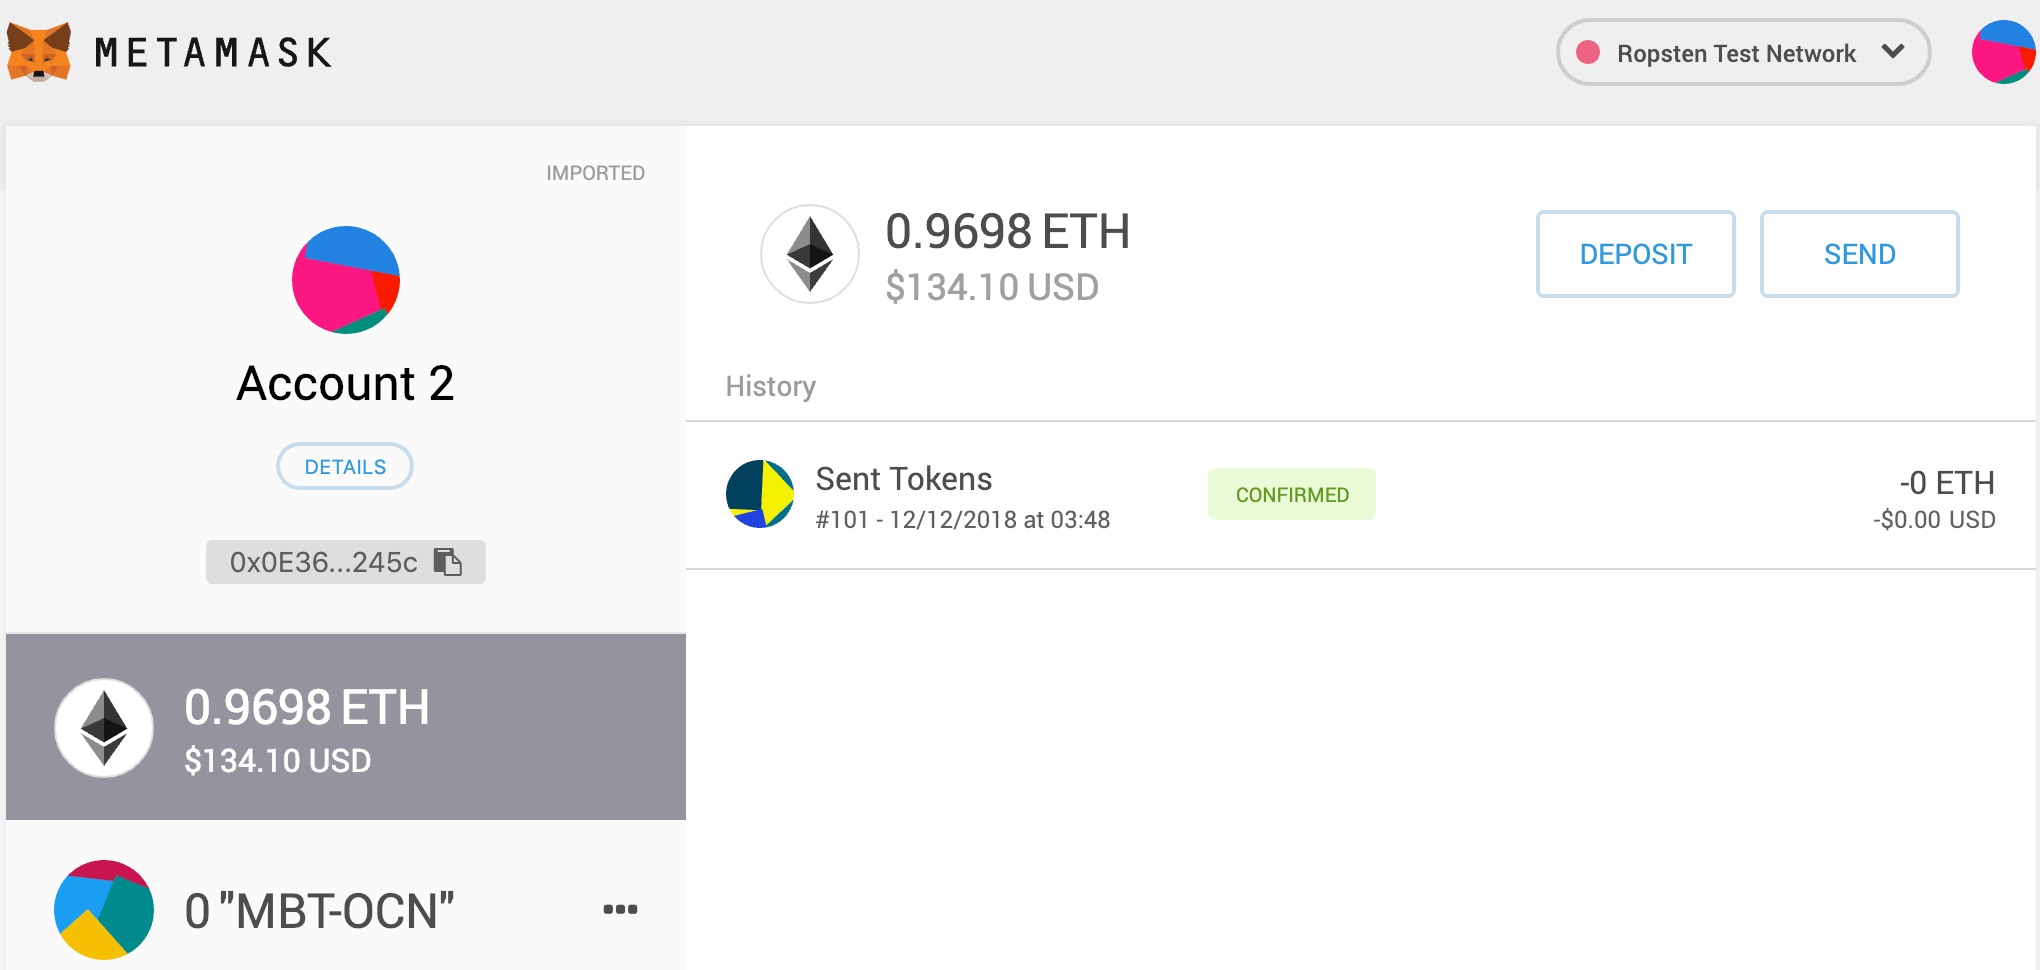 METAMASK
Ropsten Test Network
IMPORTED
Account 2
DETAILS
0x0E36...245c
0.9698 ETH
$134.10 USD
0 "MBT-OCN"
0.9698 ETH
$134.10 USD
DEPOSIT
SEND
History
Sent Tokens
#101 - 12/12/2018 at 03:48
CONFIRMED
-0 ETH
-$0.00 USD